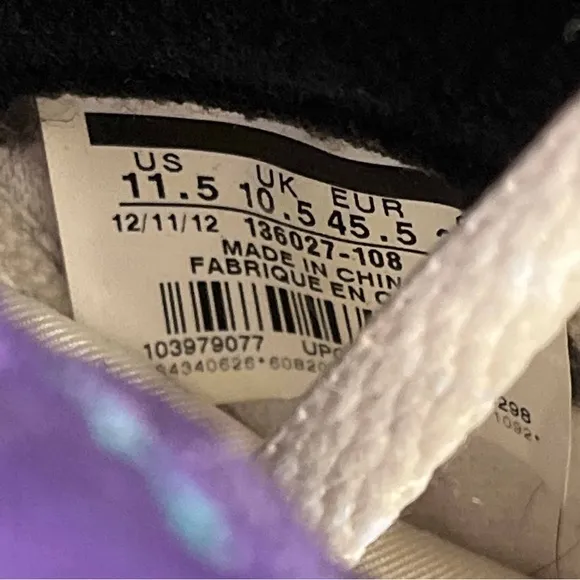 US UK EUR
11.5 10.5 45.5
12/11/12 136027-108
MADE IN CHIN
FABRIQUE EN C
103979077 UPC
298